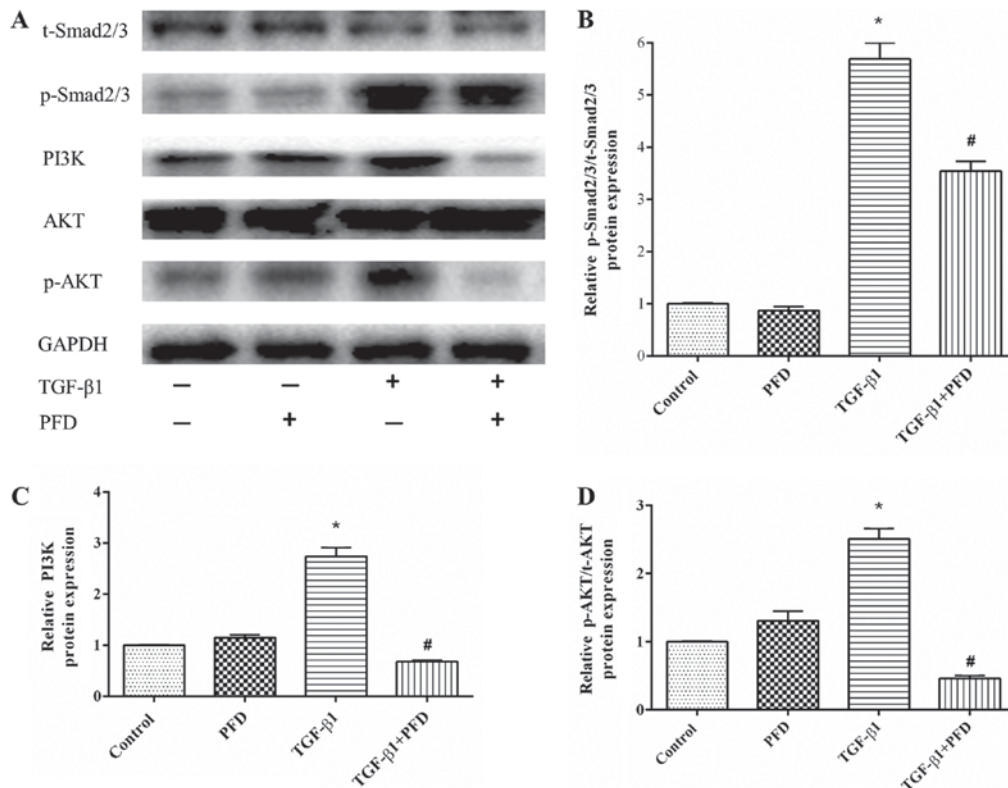 A
t-Smad2/3
p-Smad2/3
PI3K
AKT
p-AKT
GAPDH
TGF-β1 — — + +
PFD — + — +
B
Relative p-Smad2/3/t-Smad2/3
protein expression
6
5
4
3
2
1
0
*
#
Control
PFD
TGF-β1
TGF-β1+PFD
C
Relative PI3K
protein expression
4
3
2
1
0
*
#
Control
PFD
TGF-β1
TGF-β1+PFD
D
Relative p-AKT/t-AKT
protein expression
3
2
1
0
*
#
Control
PFD
TGF-β1
TGF-β1+PFD